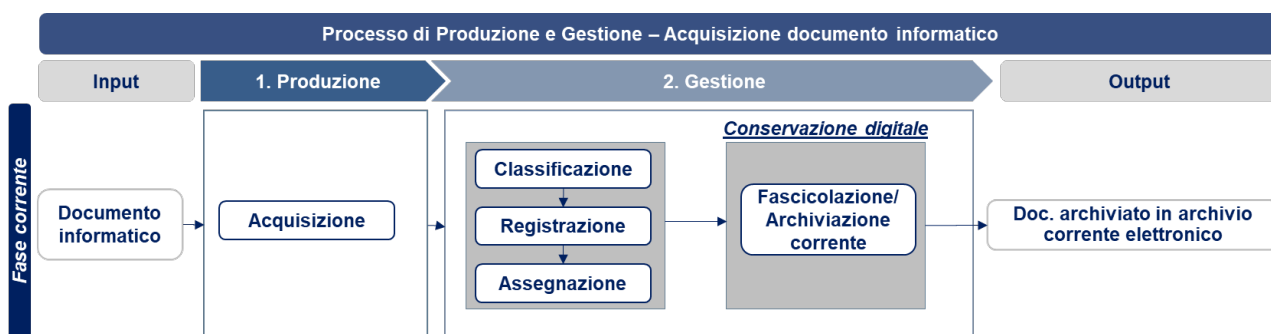 Processo di Produzione e Gestione – Acquisizione documento informatico
Input
1. Produzione
2. Gestione
Output
Fase corrente
Documento
informatico
Acquisizione
Classificazione
Registrazione
Assegnazione
Conservazione digitale
Fascicolazione/
Archiviazione
corrente
Doc. archiviato in archivio
corrente elettronico